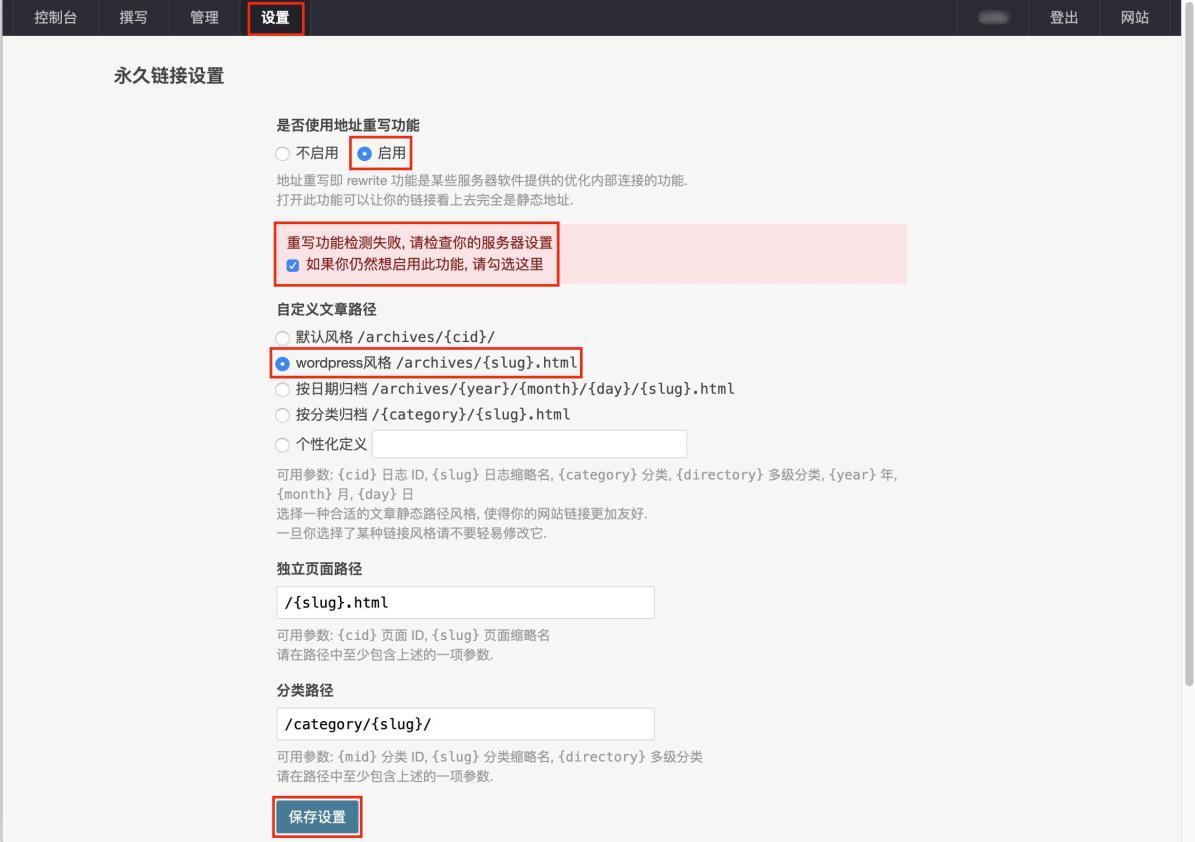 控制台 撰写 管理 设置 登出 网站
永久链接设置
是否使用地址重写功能
不启用 启用
地址重写即 rewrite 功能是某些服务器软件提供的优化内部连接的功能.
打开此功能可以让你的链接看上去完全是静态地址.
重写功能检测失败, 请检查你的服务器设置
如果你仍然想启用此功能, 请勾选这里
自定义文章路径
默认风格 /archives/{cid}/
wordpress风格 /archives/{slug}.html
按日期归档 /archives/{year}/{month}/{day}/{slug}.html
按分类归档 /{category}/{slug}.html
个性化定义
可用参数: {cid} 日志 ID, {slug} 日志缩略名, {category} 分类, {directory} 多级分类, {year} 年,
{month} 月, {day} 日
选择一种合适的文章静态路径风格, 使得你的网站链接更加友好.
一旦你选择了某种链接风格请不要轻易修改它.
独立页面路径
/{slug}.html
可用参数: {cid} 页面 ID, {slug} 页面缩略名
请在路径中至少包含上述的一项参数.
分类路径
/category/{slug}/
可用参数: {mid} 分类 ID, {slug} 分类缩略名, {directory} 多级分类
请在路径中至少包含上述的一项参数.
保存设置